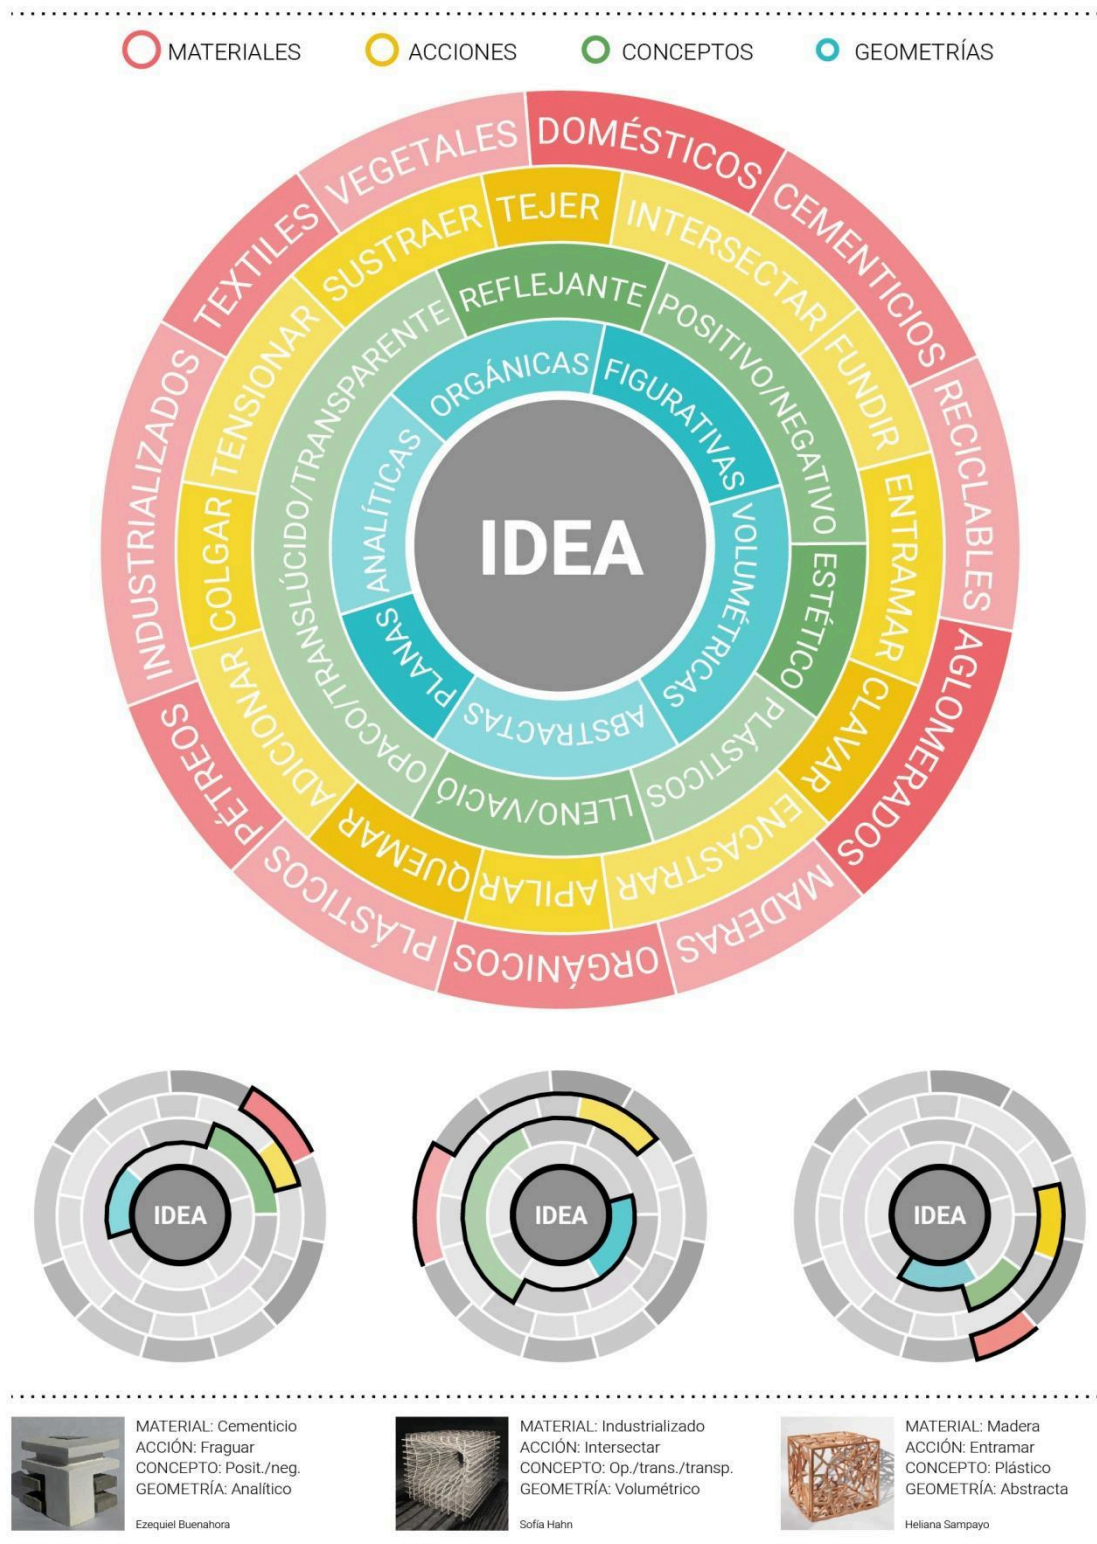 MATERIALES
ACCIONES
CONCEPTOS
GEOMETRÍAS
DOMÉSTICOS
CEMENTICIOS
RECICLABLES
AGLOMERADOS
MADERAS
ORGÁNICOS
PLÁSTICOS
PÉTREOS
INDUSTRIALIZADOS
TEXTILES
VEGETALES
TEJER
INTERSECTAR
FUNDIR
ENTRAMAR
CLAVAR
ENCASTRAR
APILAR
QUEMAR
ADICIONAR
COLGAR
TENSIONAR
SUSTRAER
REFLEJANTE
POSITIVO/NEGATIVO
ESTÉTICO
PLÁSTICOS
LLENO/VACIÓ
OPACO/TRANSLÚCIDO/TRANSPARENTE
ORGÁNICAS
FIGURATIVAS
VOLUMÉTRICAS
ABSTRACTAS
PLANAS
ANALÍTICAS
IDEA
IDEA
IDEA
IDEA
MATERIAL: Cementicio
ACCIÓN: Fraguar
CONCEPTO: Posit./neg.
GEOMETRÍA: Analítico
Ezequiel Buenahora
MATERIAL: Industrializado
ACCIÓN: Intersectar
CONCEPTO: Op./trans./transp.
GEOMETRÍA: Volumétrico
Sofía Hahn
MATERIAL: Madera
ACCIÓN: Entramar
CONCEPTO: Plástico
GEOMETRÍA: Abstracta
Heliana Sampayo